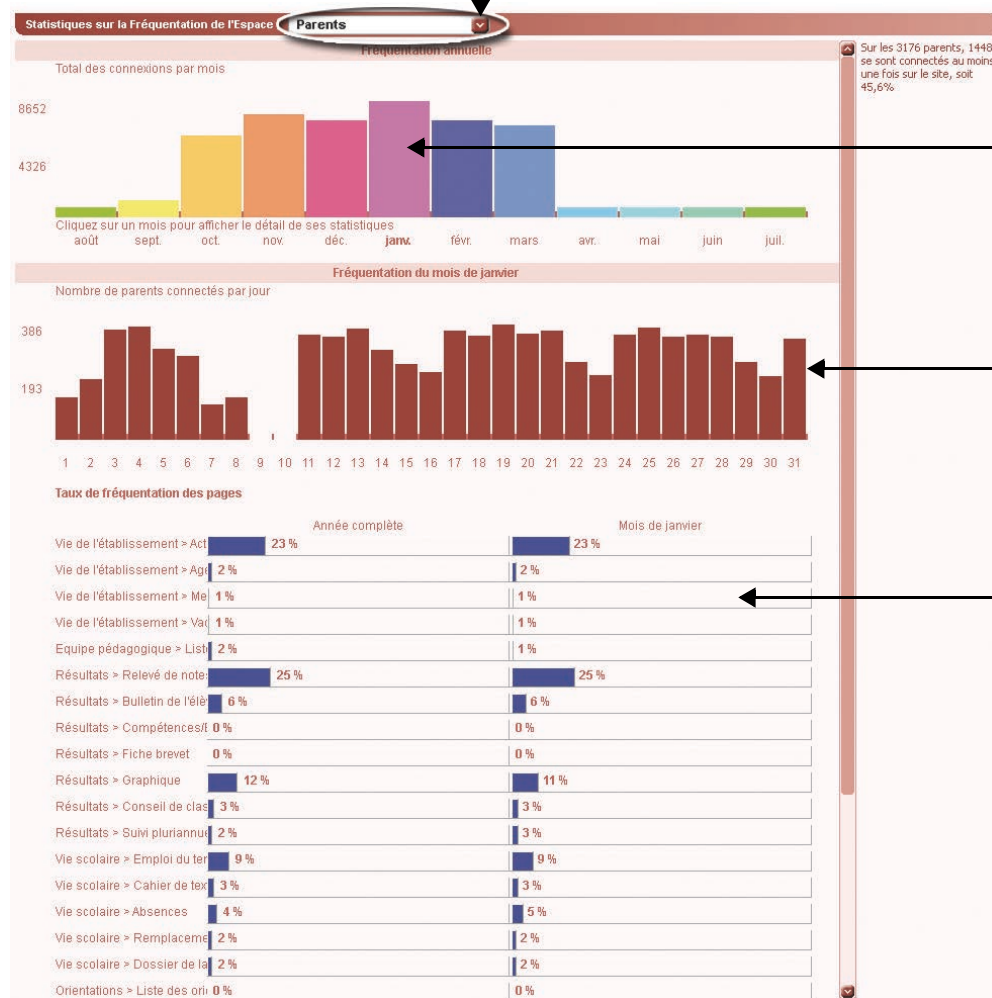 Statistiques sur la Fréquentation de l'Espace Parents
Fréquentation annuelle
Total des connexions par mois
8652
4326
Cliquez sur un mois pour afficher le détail de ses statistiques
août sept. oct. nov. déc. janv. févr. mars avr. mai juin juil.
Sur les 3176 parents, 1448
se sont connectés au moins
une fois sur le site, soit
45,6%
Fréquentation du mois de janvier
Nombre de parents connectés par jour
386
193
1 2 3 4 5 6 7 8 9 10 11 12 13 14 15 16 17 18 19 20 21 22 23 24 25 26 27 28 29 30 31
Taux de fréquentation des pages
Année complète Mois de janvier
Vie de l'établissement > Act 23 % 23 %
Vie de l'établissement > Age 2 % 2 %
Vie de l'établissement > Me 1 % 1 %
Vie de l'établissement > Vac 1 % 1 %
Equipe pédagogique > List 2 % 1 %
Résultats > Relevé de notes 25 % 25 %
Résultats > Bulletin de l'élè 6 % 6 %
Résultats > Compétences/ 0 % 0 %
Résultats > Fiche brevet 0 % 0 %
Résultats > Graphique 12 % 11 %
Résultats > Conseil de clas 3 % 3 %
Résultats > Suivi pluriannue 2 % 3 %
Vie scolaire > Emploi du ter 9 % 9 %
Vie scolaire > Cahier de tex 3 % 3 %
Vie scolaire > Absences 4 % 5 %
Vie scolaire > Remplaceme 2 % 2 %
Vie scolaire > Dossier de la 2 % 2 %
Orientations > Liste des ori 0 % 0 %